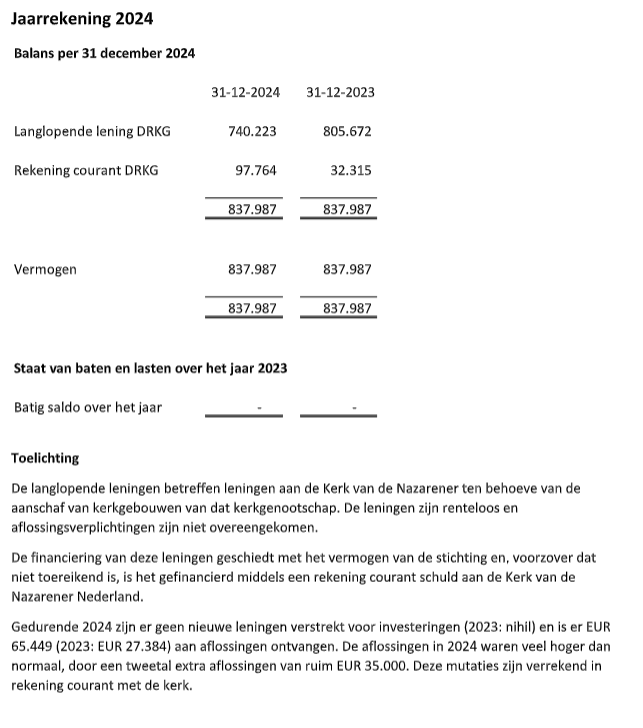 Jaarrekening 2024
Balans per 31 december 2024
31-12-2024 31-12-2023
Langlopende lening DRKG 740.223 805.672
Rekening courant DRKG 97.764 32.315
837.987 837.987
Vermogen 837.987 837.987
837.987 837.987
Staat van baten en lasten over het jaar 2023
Batig saldo over het jaar - -
Toelichting
De langlopende leningen betreffen leningen aan de Kerk van de Nazarener ten behoeve van de
aanschaf van kerkgebouwen van dat kerkgenootschap. De leningen zijn renteloos en
aflossingsverplichtingen zijn niet overeengekomen.
De financiering van deze leningen geschiedt met het vermogen van de stichting en, voorzover dat
niet toereikend is, is het gefinancierd middels een rekening courant schuld aan de Kerk van de
Nazarener Nederland.
Gedurende 2024 zijn er geen nieuwe leningen verstrekt voor investeringen (2023: nihil) en is er EUR
65.449 (2023: EUR 27.384) aan aflossingen ontvangen. De aflossingen in 2024 waren veel hoger dan
normaal, door een tweetal extra aflossingen van ruim EUR 35.000. Deze mutaties zijn verrekend in
rekening courant met de kerk.